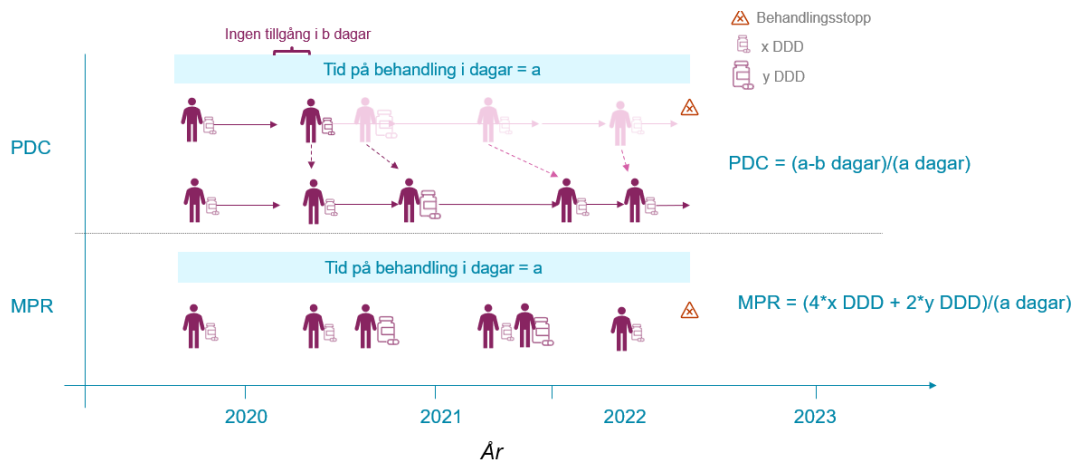 Ingen tillgång i b dagar
Behandlingsstopp
x DDD
y DDD
Tid på behandling i dagar = a
PDC
PDC = (a-b dagar)/(a dagar)
Tid på behandling i dagar = a
MPR
MPR = (4*x DDD + 2*y DDD)/(a dagar)
2020
2021
2022
2023
År